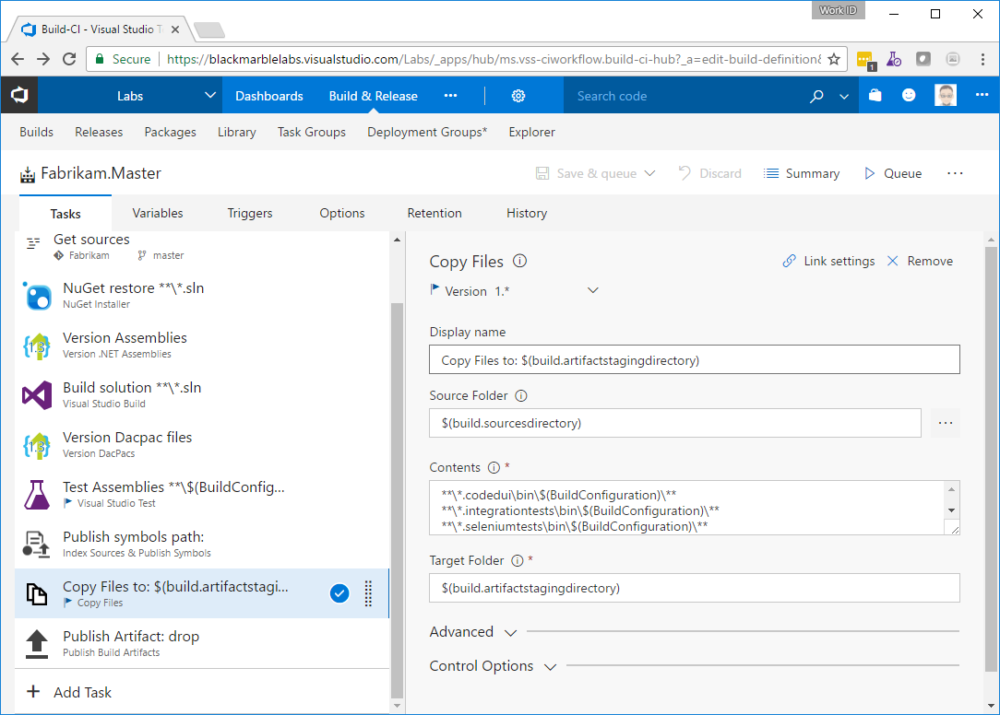 Work ID
Build-CI - Visual Studio T
Secure
https://blackmarblelabs.visualstudio.com/Labs/_apps/hub/ms.vss-ciworkflow.build-ci-hub?_a=edit-build-definition&
1
Labs
Dashboards
Build & Release
Search code
Builds
Releases
Packages
Library
Task Groups
Deployment Groups*
Explorer
Fabrikam.Master
Save & queue
Discard
Summary
Queue
Tasks
Variables
Triggers
Options
Retention
History
Get sources
Fabrikam
master
NuGet restore **\*.sln
NuGet Installer
Version Assemblies
Version .NET Assemblies
Build solution **\*.sln
Visual Studio Build
Version Dacpac files
Version DacPacs
Test Assemblies **\$(BuildConfig...
Visual Studio Test
Publish symbols path:
Index Sources & Publish Symbols
Copy Files to: $(build.artifactstagi...
Copy Files
Publish Artifact: drop
Publish Build Artifacts
Add Task
Copy Files
Link settings
Remove
Version 1.*
Display name
Copy Files to: $(build.artifactstagingdirectory)
Source Folder
$(build.sourcesdirectory)
Contents *
**\*.codedui\bin\$(BuildConfiguration)\**
**\*.integrationtests\bin\$(BuildConfiguration)\**
**\*.seleniumtests\bin\$(BuildConfiguration)\**
Target Folder *
$(build.artifactstagingdirectory)
Advanced
Control Options